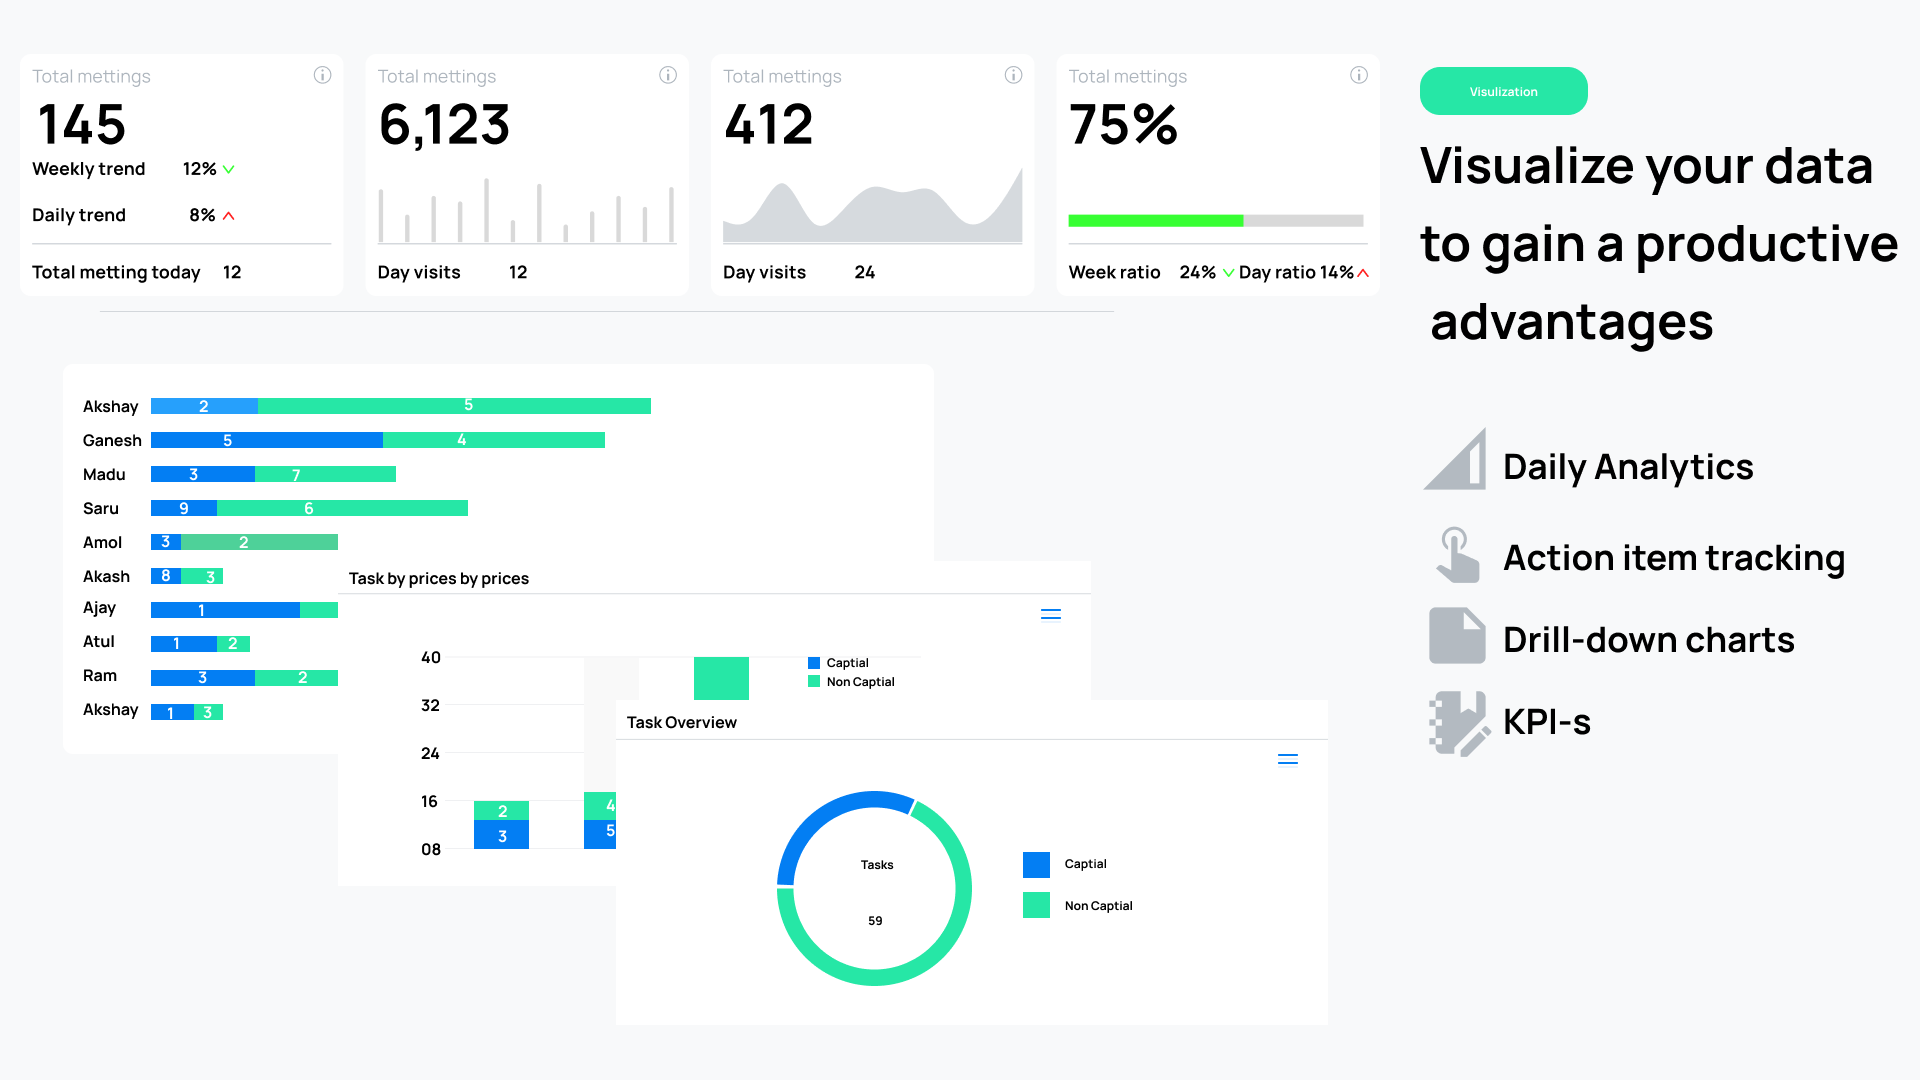 Total mettings
145
Weekly trend 12%
Daily trend 8%
Total metting today 12
Total mettings
6,123
Day visits 12
Total mettings
412
Day visits 24
Total mettings
75%
Week ratio 24% Day ratio 14%
Visulization
Visualize your data
to gain a productive
advantages
Daily Analytics
Action item tracking
Drill-down charts
KPI-s
Akshay 2 5
Ganesh 5 4
Madu 3 7
Saru 9 6
Amol 3 2
Akash 8 3
Ajay 1
Atul 1 2
Ram 3 2
Akshay 1 3
Task by prices by prices
40
32
24
16
08
2
3
4
5
Captial
Non Captial
Task Overview
Tasks
59
Captial
Non Captial